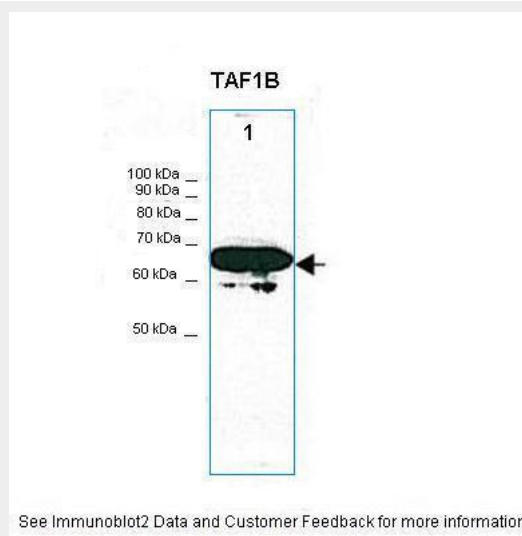 TAF1B
1
100 kDa
90 kDa
80 kDa
70 kDa
60 kDa
50 kDa
See Immunoblot2 Data and Customer Feedback for more information